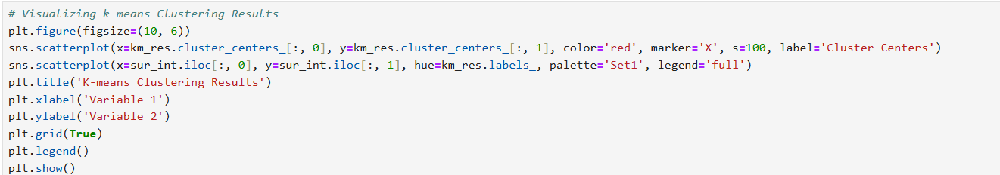 # Visualizing k-means Clustering Results
plt.figure(figsize=(10, 6))
sns.scatterplot(x=km_res.cluster_centers_[:, 0], y=km_res.cluster_centers_[:, 1], color='red', marker='X', s=100, label='Cluster Centers')
sns.scatterplot(x=sur_int.iloc[:, 0], y=sur_int.iloc[:, 1], hue=km_res.labels_, palette='Set1', legend='full')
plt.title('K-means Clustering Results')
plt.xlabel('Variable 1')
plt.ylabel('Variable 2')
plt.grid(True)
plt.legend()
plt.show()